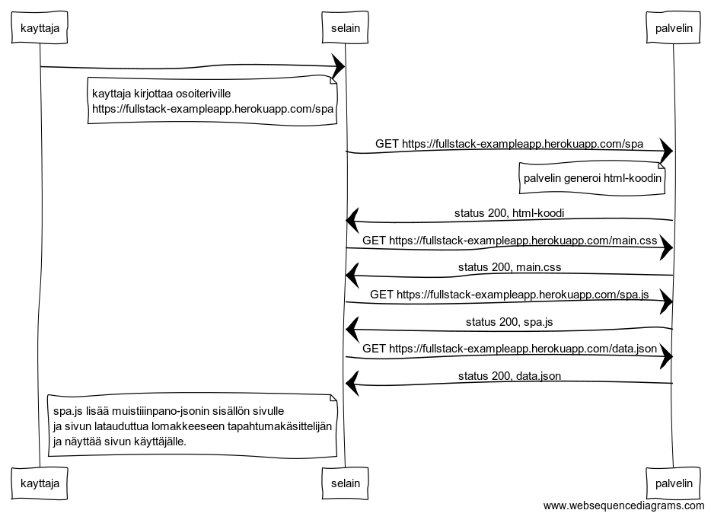 kayttaja
selain
palvelin
kayttaja kirjottaa osoiteriville
https://fullstack-exampleapp.herokuapp.com/spa
GET https://fullstack-exampleapp.herokuapp.com/spa
palvelin generoi html-koodin
status 200, html-koodi
GET https://fullstack-exampleapp.herokuapp.com/main.css
status 200, main.css
GET https://fullstack-exampleapp.herokuapp.com/spa.js
status 200, spa.js
GET https://fullstack-exampleapp.herokuapp.com/data.json
status 200, data.json
spa.js lisää muistiiinpano-jsonin sisällön sivulle
ja sivun latauduttua lomakkeeseen tapahtumakäsittelijän
ja näyttää sivun käyttäjälle.
kayttaja
selain
palvelin
www.websequencediagrams.com